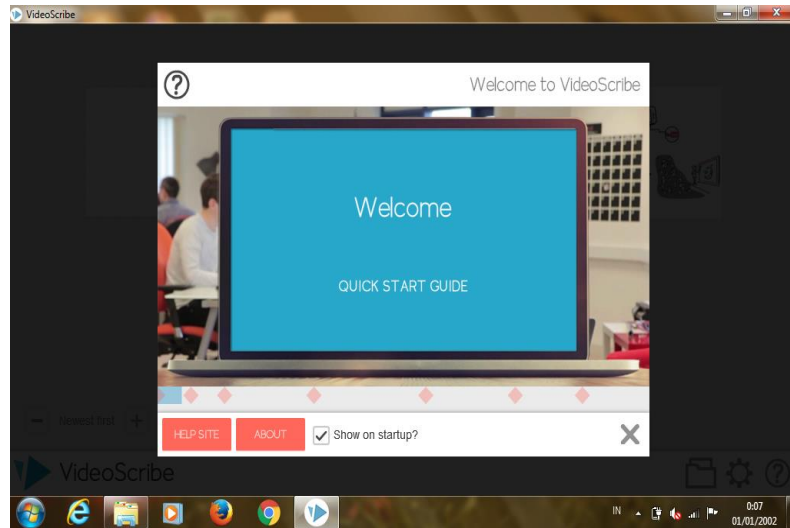 VideoScribe
Welcome to VideoScribe
Welcome
QUICK START GUIDE
HELP SITE
ABOUT
Show on startup?
Newest first
VideoScribe
IN
0:07
01/01/2002